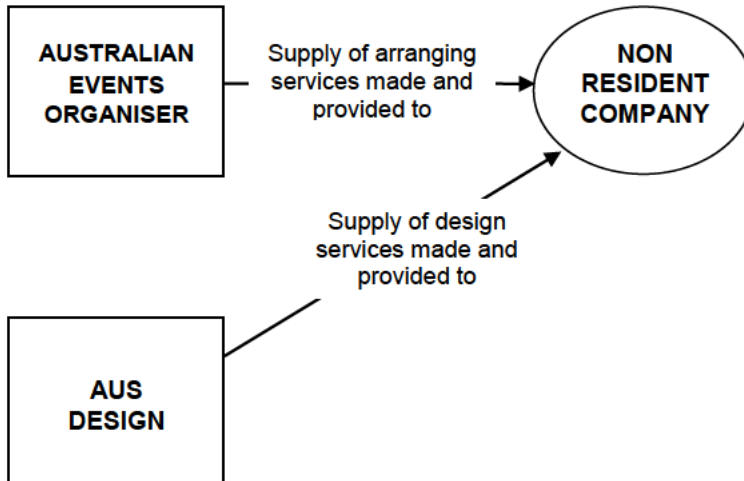 AUSTRALIAN
EVENTS
ORGANISER
Supply of arranging
services made and
provided to
NON
RESIDENT
COMPANY
Supply of design
services made and
provided to
AUS
DESIGN